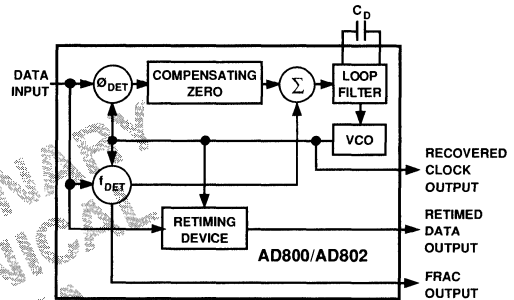 C_D
DATA
INPUT
Ø_DET
COMPENSATING
ZERO
Σ
LOOP
FILTER
VCO
RECOVERED
CLOCK
OUTPUT
f_DET
RETIMING
DEVICE
RETIMED
DATA
OUTPUT
AD800/AD802
FRAC
OUTPUT